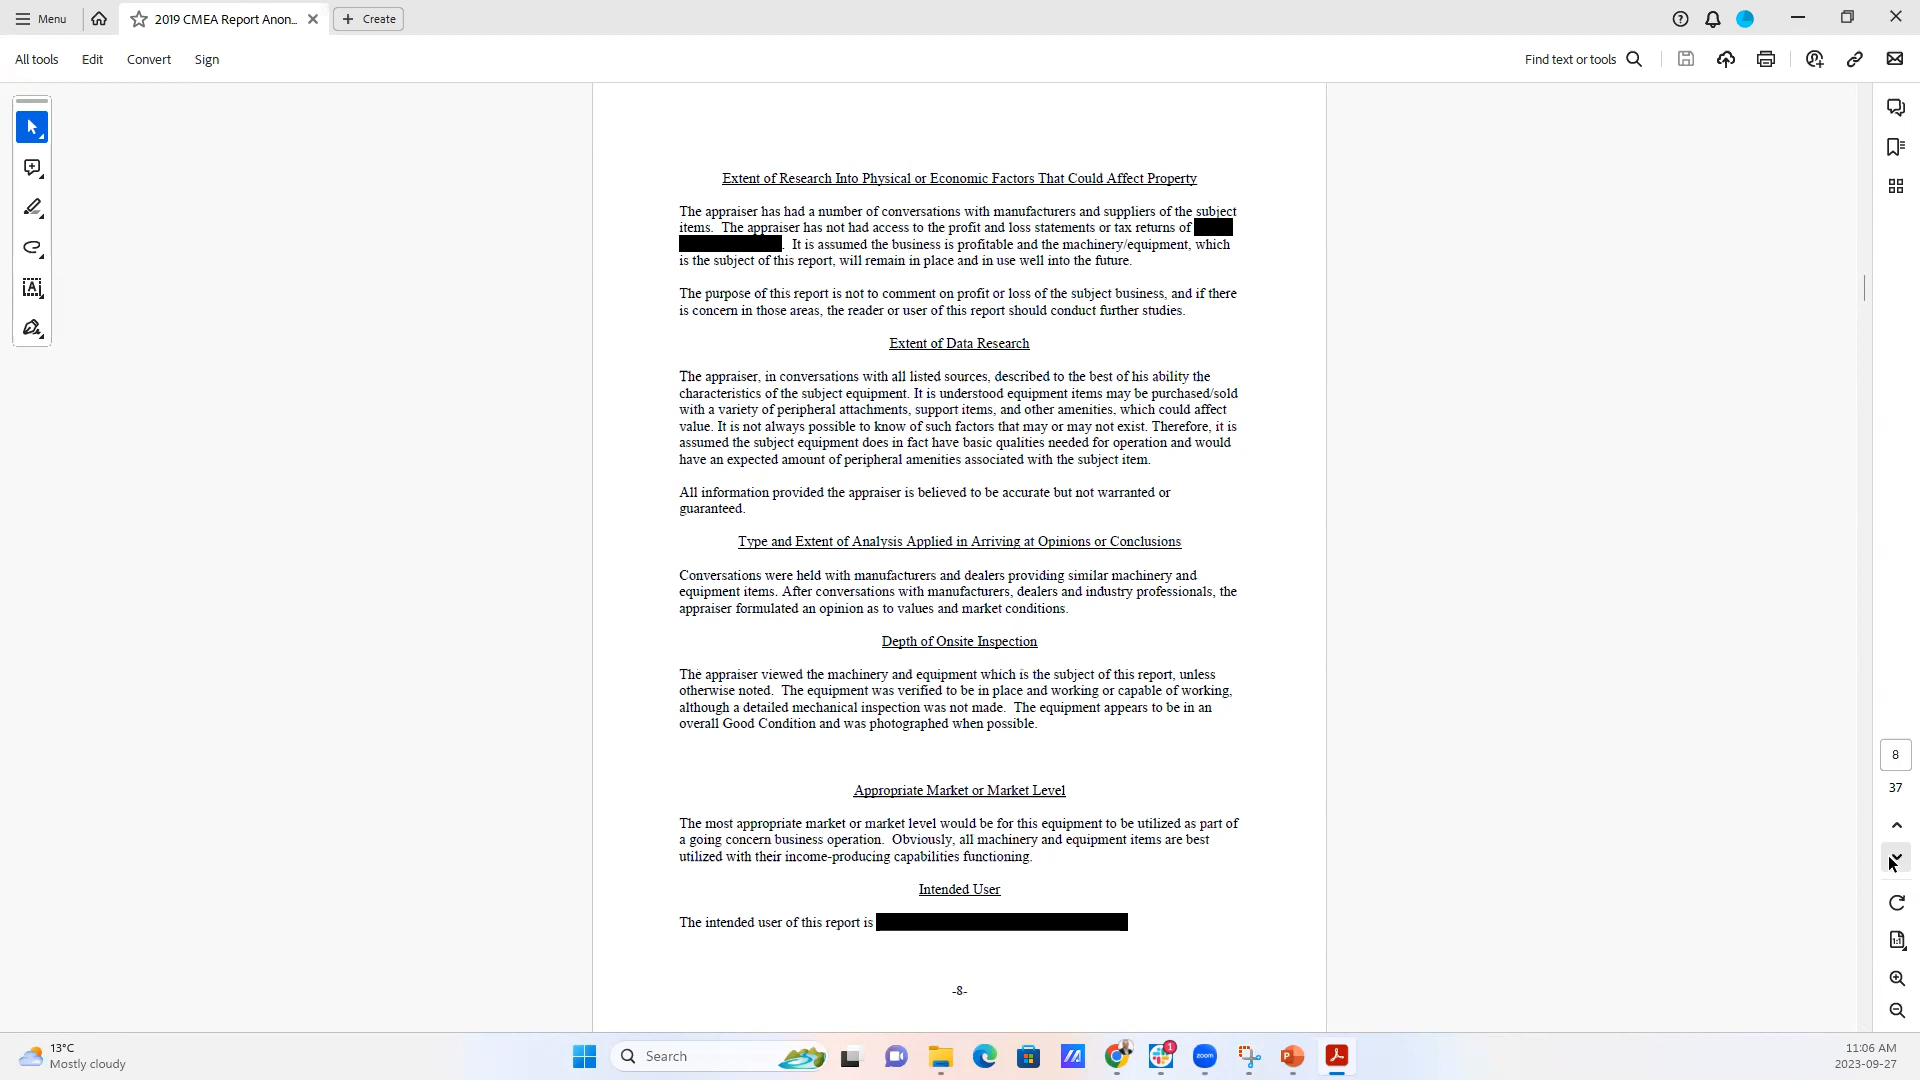 Menu
2019 CMEA Report Anon...
Create
All tools
Edit
Convert
Sign
Find text or tools
Extent of Research Into Physical or Economic Factors That Could Affect Property
The appraiser has had a number of conversations with manufacturers and suppliers of the subject
items.  The appraiser has not had access to the profit and loss statements or tax returns of
.  It is assumed the business is profitable and the machinery/equipment, which
is the subject of this report, will remain in place and in use well into the future.
The purpose of this report is not to comment on profit or loss of the subject business, and if there
is concern in those areas, the reader or user of this report should conduct further studies.
Extent of Data Research
The appraiser, in conversations with all listed sources, described to the best of his ability the
characteristics of the subject equipment. It is understood equipment items may be purchased/sold
with a variety of peripheral attachments, support items, and other amenities, which could affect
value. It is not always possible to know of such factors that may or may not exist. Therefore, it is
assumed the subject equipment does in fact have basic qualities needed for operation and would
have an expected amount of peripheral amenities associated with the subject item.
All information provided the appraiser is believed to be accurate but not warranted or
guaranteed.
Type and Extent of Analysis Applied in Arriving at Opinions or Conclusions
Conversations were held with manufacturers and dealers providing similar machinery and
equipment items. After conversations with manufacturers, dealers and industry professionals, the
appraiser formulated an opinion as to values and market conditions.
Depth of Onsite Inspection
The appraiser viewed the machinery and equipment which is the subject of this report, unless
otherwise noted.  The equipment was verified to be in place and working or capable of working,
although a detailed mechanical inspection was not made.  The equipment appears to be in an
overall Good Condition and was photographed when possible.
Appropriate Market or Market Level
The most appropriate market or market level would be for this equipment to be utilized as part of
a going concern business operation.  Obviously, all machinery and equipment items are best
utilized with their income-producing capabilities functioning.
Intended User
The intended user of this report is
-8-
8
37
1:1
13°C
Mostly cloudy
Search
zoom
1
11:06 AM
2023-09-27